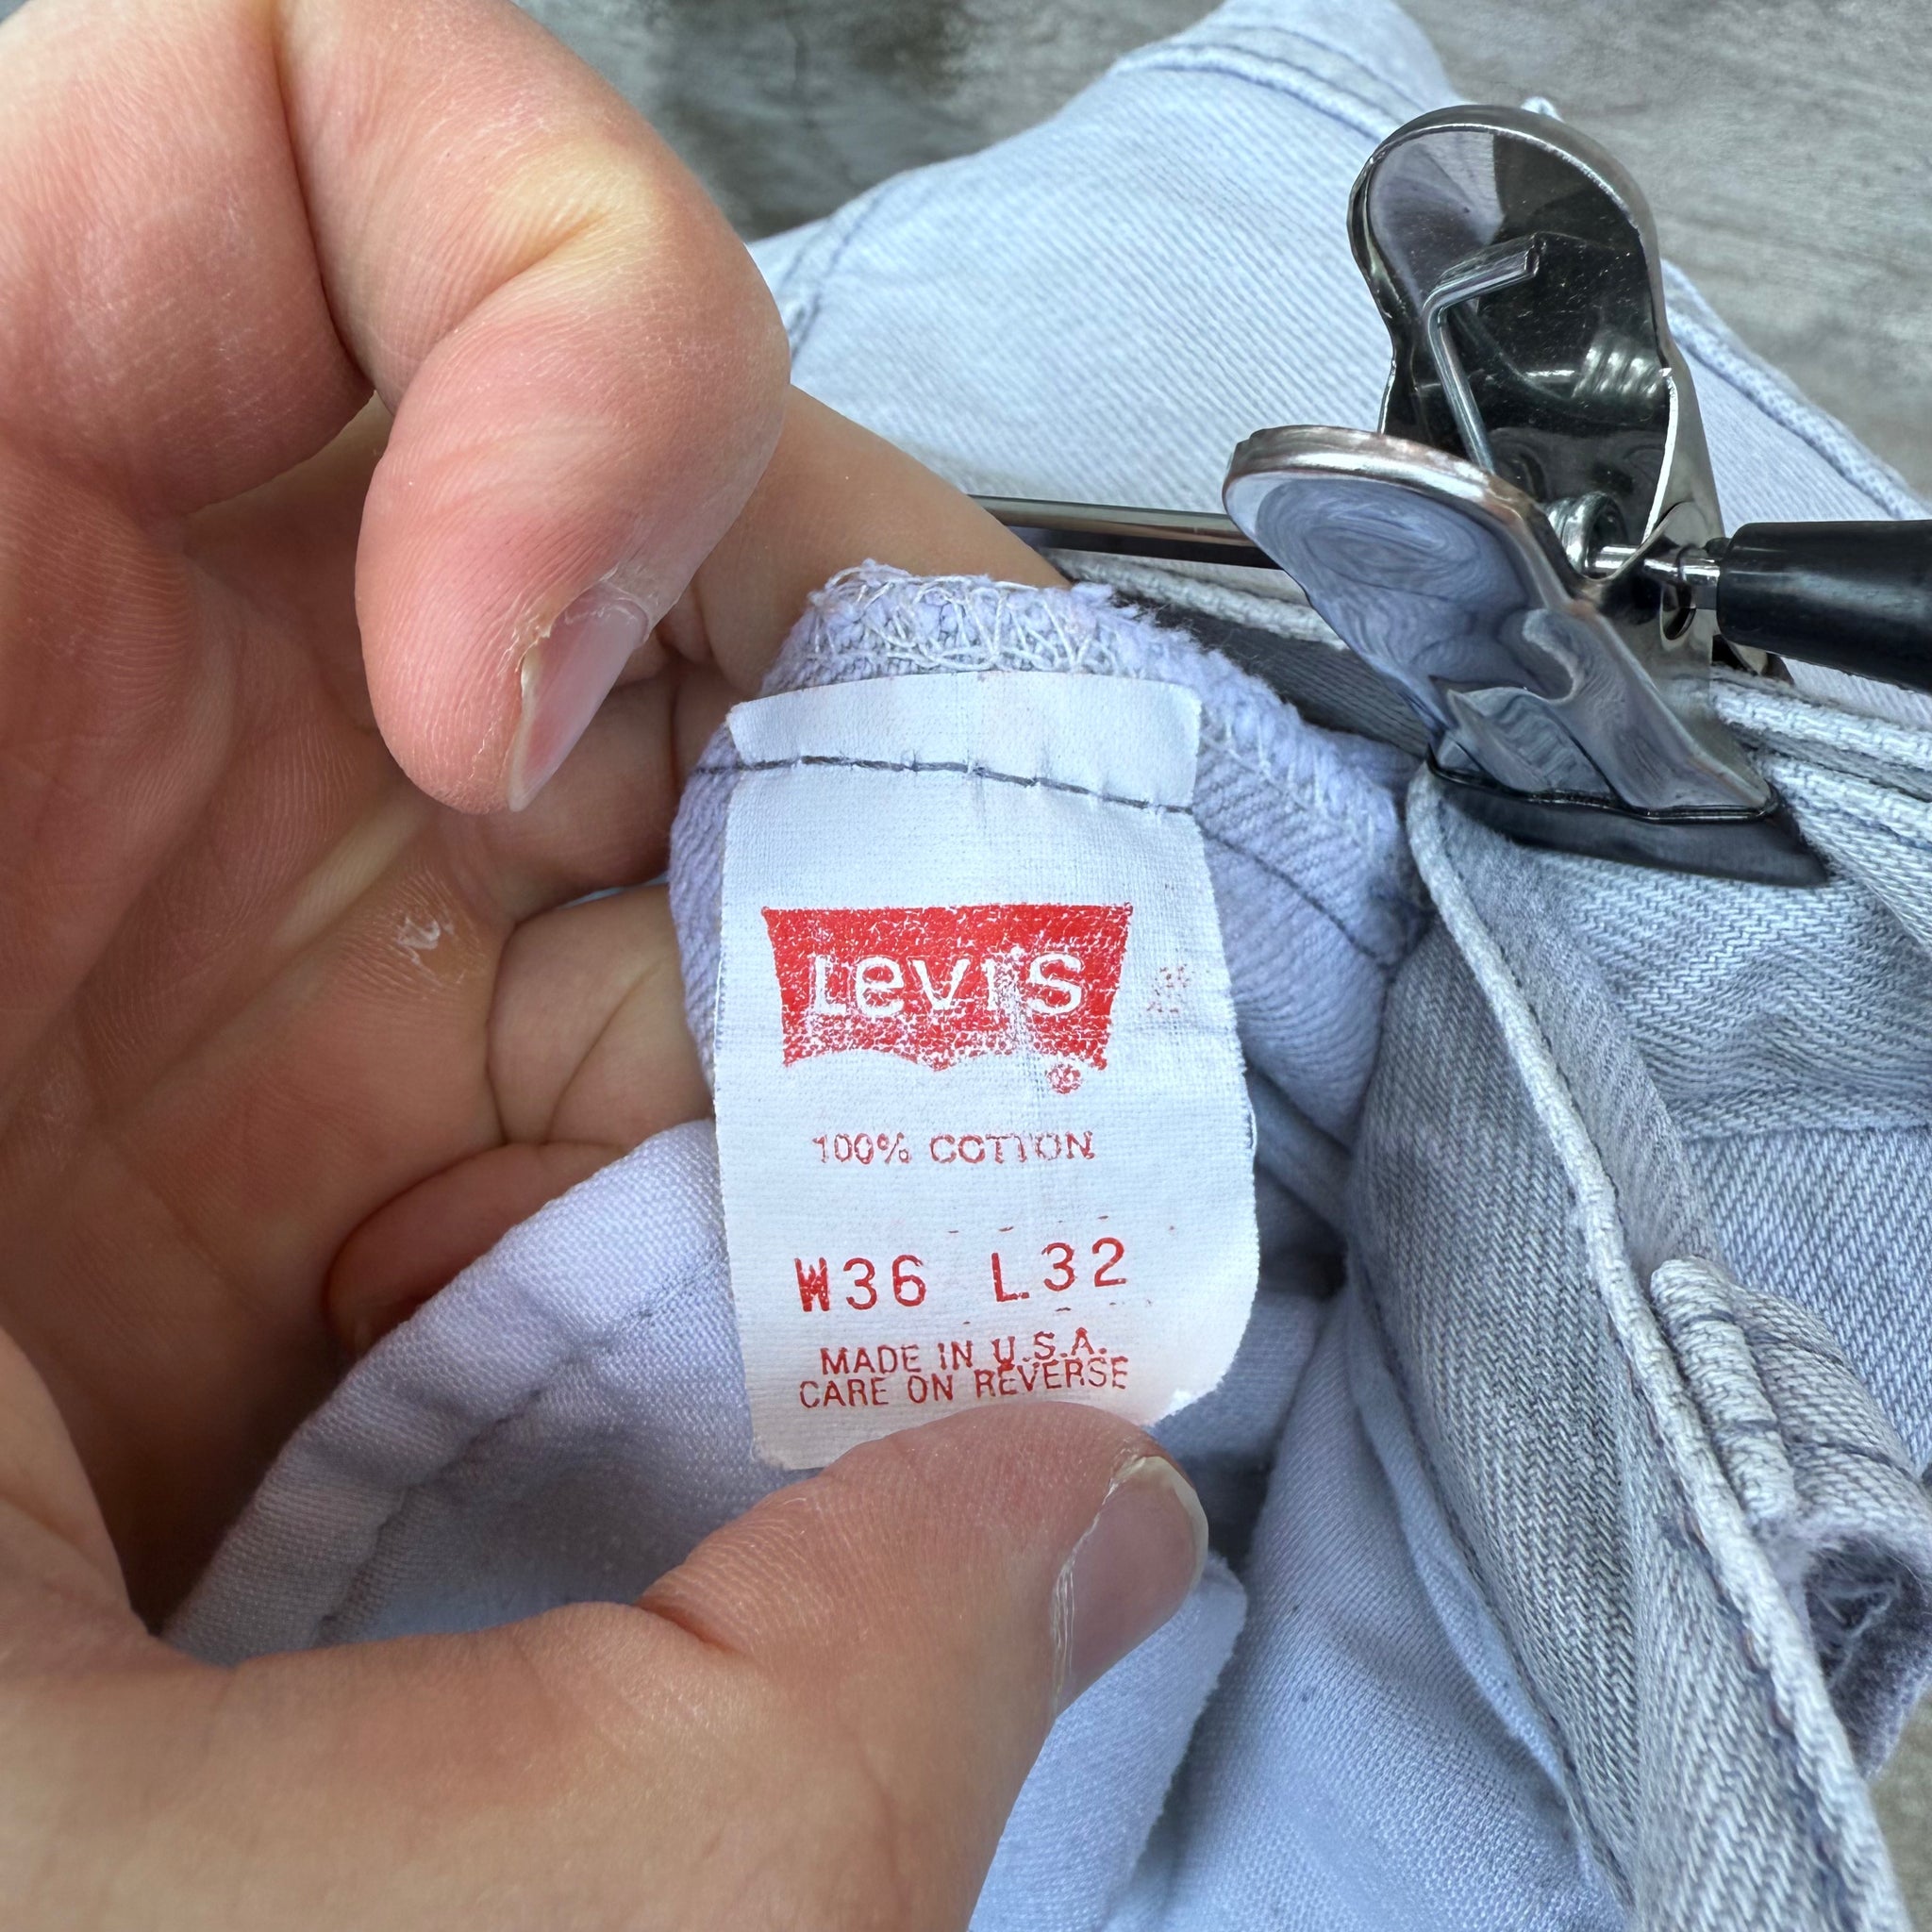 Levi's
®
100% COTTON
W36 L32
MADE IN U.S.A.
CARE ON REVERSE